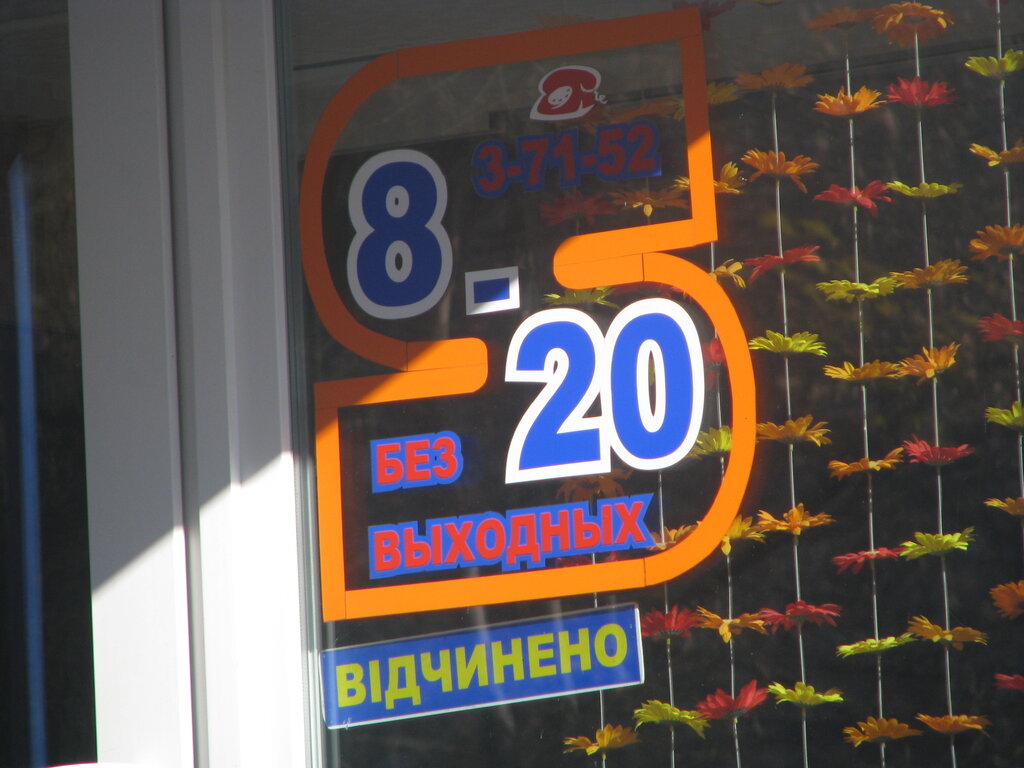 3-71-52
8 - 20
БЕЗ
ВЫХОДНЫХ
ВІДЧИНЕНО